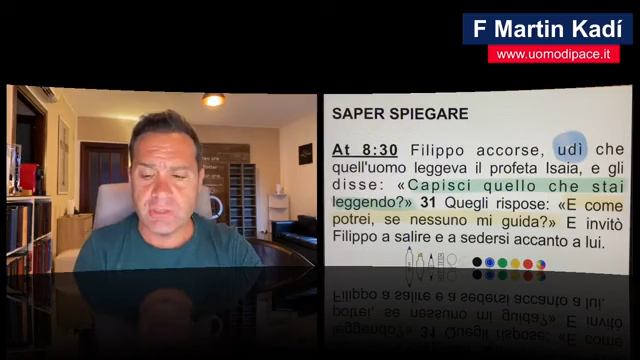 F Martin Kadí
www.uomodipace.it
SAPER SPIEGARE
At 8:30 Filippo accorse, udì che
quell'uomo leggeva il profeta Isaia, e gli
disse: «Capisci quello che stai
leggendo?» 31 Quegli rispose: «E come
potrei, se nessuno mi guida?» E invitò
Filippo a salire e a sedersi accanto a lui.